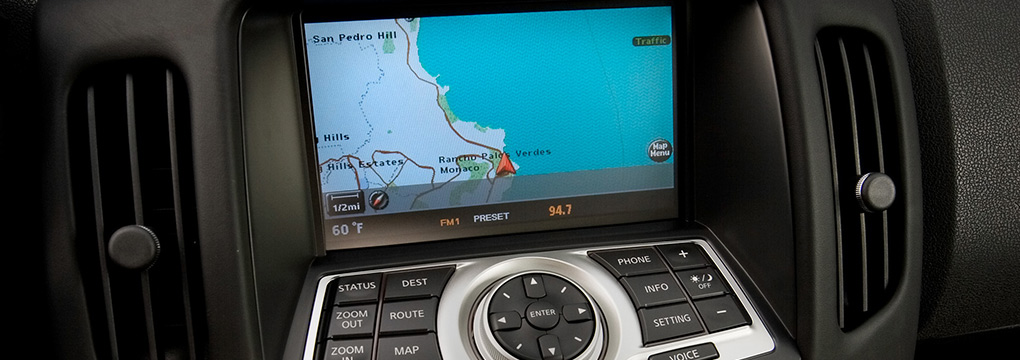 San Pedro Hill
Traffic
Hills
Hills Estates
Rancho Palos Verdes
Monaco
Map
Menu
1/2mi
60 °F
FM1 PRESET 94.7
STATUS
DEST
ZOOM
OUT
ROUTE
ZOOM
IN
MAP
ENTER
PHONE
+
INFO
OFF
SETTING
−
VOICE